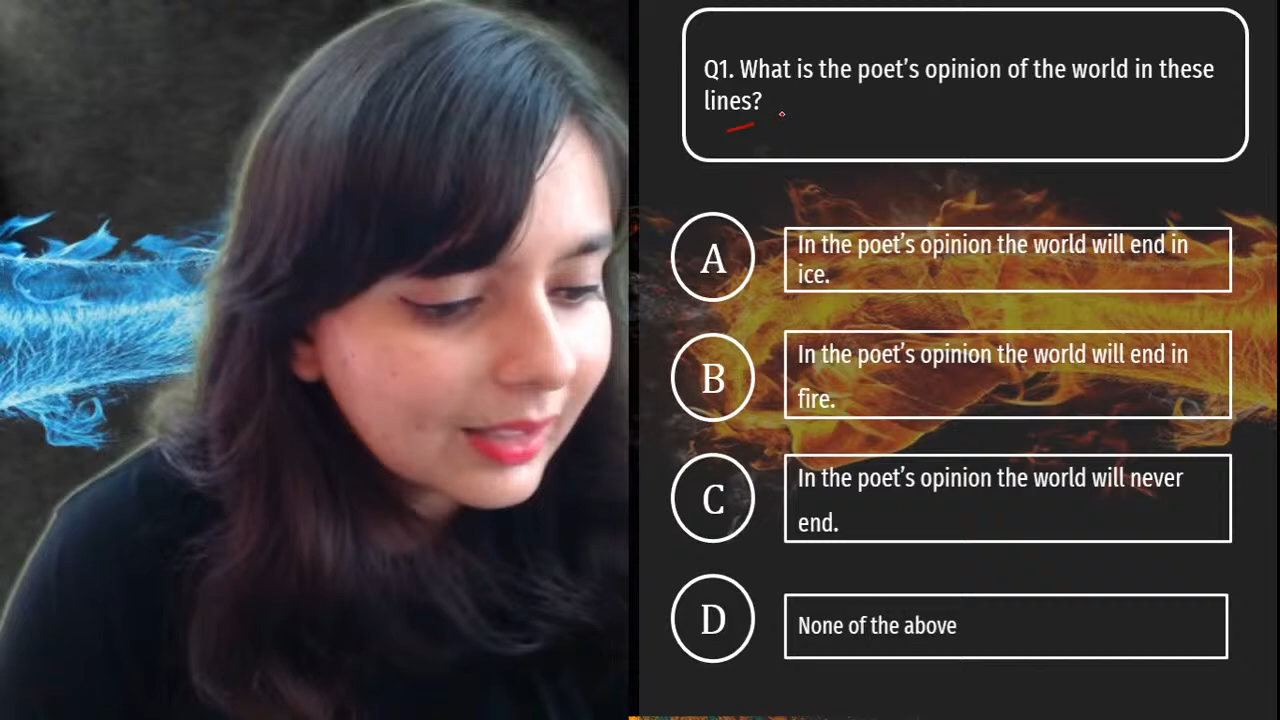 Q1. What is the poet's opinion of the world in these
lines?
A
In the poet's opinion the world will end in
ice.
B
In the poet's opinion the world will end in
fire.
C
In the poet's opinion the world will never
end.
D
None of the above